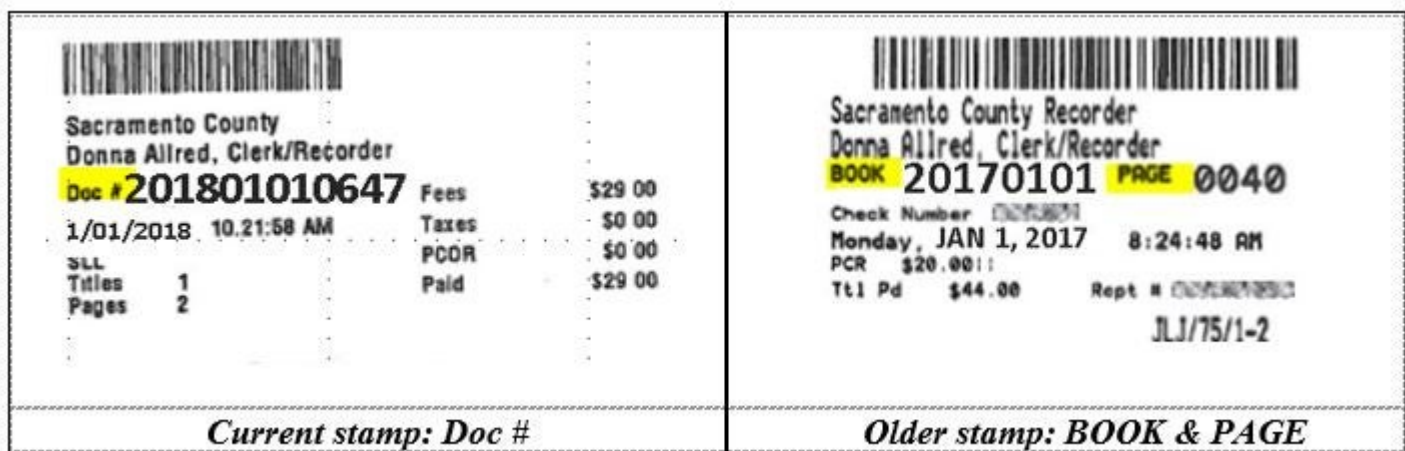 Sacramento County
Donna Allred, Clerk/Recorder
Doc # 201801010647 Fees $29 00
1/01/2018 10.21:58 AM Taxes $0 00
SLL PCOR $0 00
Titles 1 Paid $29 00
Pages 2
Current stamp: Doc #
Sacramento County Recorder
Donna Allred, Clerk/Recorder
BOOK 20170101 PAGE 0040
Check Number
Monday, JAN 1, 2017 8:24:48 AM
PCR $20.00::
Ttl Pd $44.00 Rept #
JLJ/75/1-2
Older stamp: BOOK & PAGE